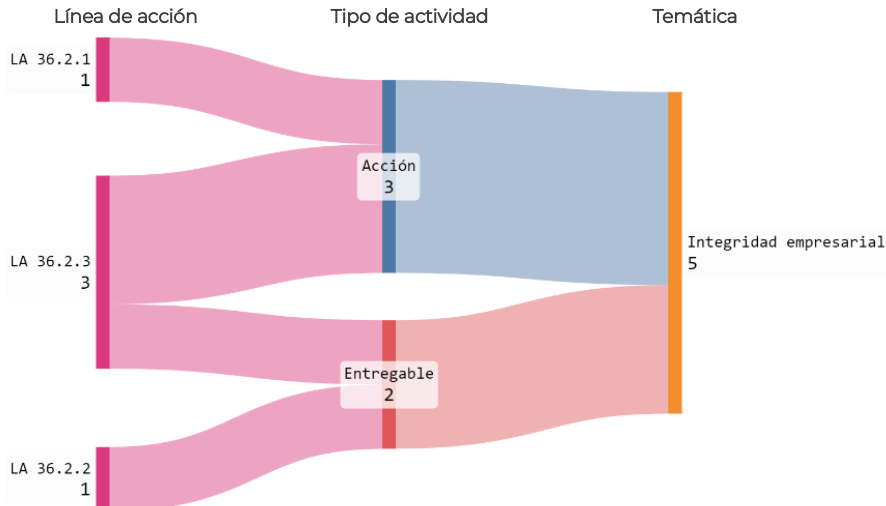 Línea de acción
Tipo de actividad
Temática
LA 36.2.1
1
Acción
3
LA 36.2.3
3
Integridad empresarial
5
Entregable
2
LA 36.2.2
1